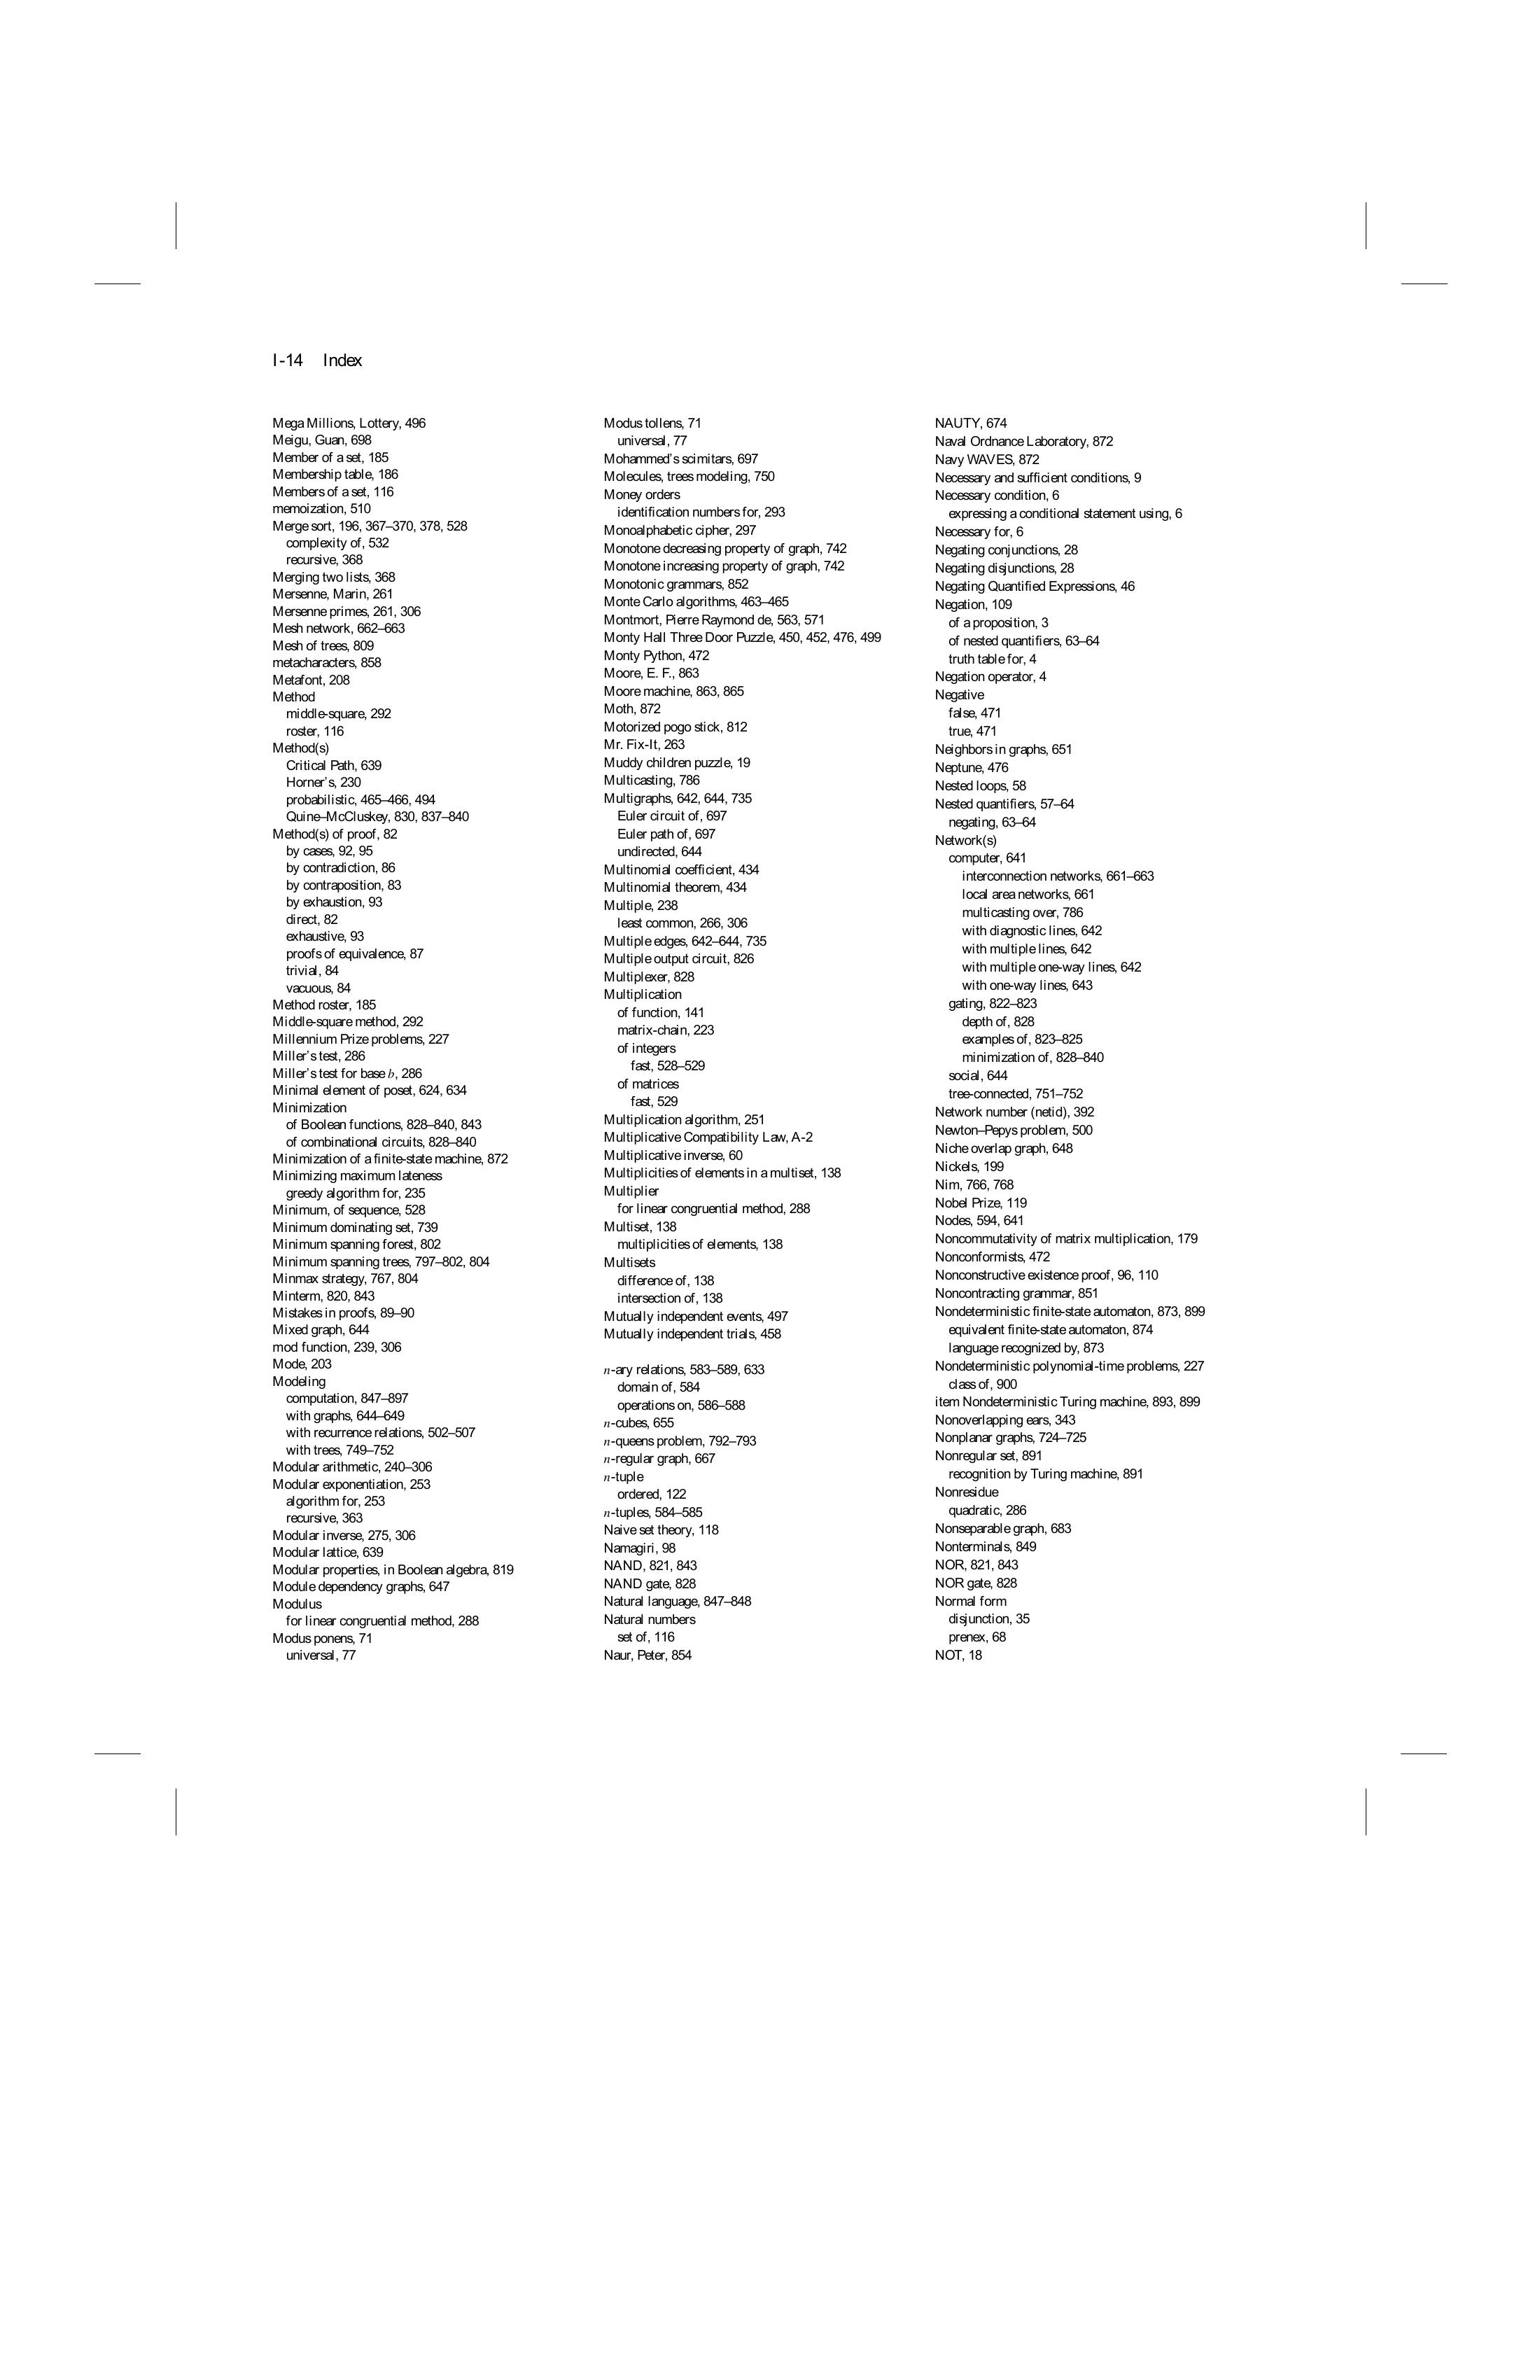 I-14 Index
Mega Millions, Lottery, 496
Meigu, Guan, 698
Member of a set, 185
Membership table, 186
Members of a set, 116
memoization, 510
Merge sort, 196, 367–370, 378, 528
complexity of, 532
recursive, 368
Merging two lists, 368
Mersenne, Marin, 261
Mersenne primes, 261, 306
Mesh network, 662–663
Mesh of trees, 809
metacharacters, 858
Metafont, 208
Method
middle-square, 292
roster, 116
Method(s)
Critical Path, 639
Horner's, 230
probabilistic, 465–466, 494
Quine–McCluskey, 830, 837–840
Method(s) of proof, 82
by cases, 92, 95
by contradiction, 86
by contraposition, 83
by exhaustion, 93
direct, 82
exhaustive, 93
proofs of equivalence, 87
trivial, 84
vacuous, 84
Method roster, 185
Middle-square method, 292
Millennium Prize problems, 227
Miller's test, 286
Miller's test for base b, 286
Minimal element of poset, 624, 634
Minimization
of Boolean functions, 828–840, 843
of combinational circuits, 828–840
Minimization of a finite-state machine, 872
Minimizing maximum lateness
greedy algorithm for, 235
Minimum, of sequence, 528
Minimum dominating set, 739
Minimum spanning forest, 802
Minimum spanning trees, 797–802, 804
Minmax strategy, 767, 804
Minterm, 820, 843
Mistakes in proofs, 89–90
Mixed graph, 644
mod function, 239, 306
Mode, 203
Modeling
computation, 847–897
with graphs, 644–649
with recurrence relations, 502–507
with trees, 749–752
Modular arithmetic, 240–306
Modular exponentiation, 253
algorithm for, 253
recursive, 363
Modular inverse, 275, 306
Modular lattice, 639
Modular properties, in Boolean algebra, 819
Module dependency graphs, 647
Modulus
for linear congruential method, 288
Modus ponens, 71
universal, 77
Modus tollens, 71
universal, 77
Mohammed's scimitars, 697
Molecules, trees modeling, 750
Money orders
identification numbers for, 293
Monoalphabetic cipher, 297
Monotone decreasing property of graph, 742
Monotone increasing property of graph, 742
Monotonic grammars, 852
Monte Carlo algorithms, 463–465
Montmort, Pierre Raymond de, 563, 571
Monty Hall Three Door Puzzle, 450, 452, 476, 499
Monty Python, 472
Moore, E. F., 863
Moore machine, 863, 865
Moth, 872
Motorized pogo stick, 812
Mr. Fix-It, 263
Muddy children puzzle, 19
Multicasting, 786
Multigraphs, 642, 644, 735
Euler circuit of, 697
Euler path of, 697
undirected, 644
Multinomial coefficient, 434
Multinomial theorem, 434
Multiple, 238
least common, 266, 306
Multiple edges, 642–644, 735
Multiple output circuit, 826
Multiplexer, 828
Multiplication
of function, 141
matrix-chain, 223
of integers
fast, 528–529
of matrices
fast, 529
Multiplication algorithm, 251
Multiplicative Compatibility Law, A-2
Multiplicative inverse, 60
Multiplicities of elements in a multiset, 138
Multiplier
for linear congruential method, 288
Multiset, 138
multiplicities of elements, 138
Multisets
difference of, 138
intersection of, 138
Mutually independent events, 497
Mutually independent trials, 458
n-ary relations, 583–589, 633
domain of, 584
operations on, 586–588
n-cubes, 655
n-queens problem, 792–793
n-regular graph, 667
n-tuple
ordered, 122
n-tuples, 584–585
Naive set theory, 118
Namagiri, 98
NAND, 821, 843
NAND gate, 828
Natural language, 847–848
Natural numbers
set of, 116
Naur, Peter, 854
NAUTY, 674
Naval Ordnance Laboratory, 872
Navy WAVES, 872
Necessary and sufficient conditions, 9
Necessary condition, 6
expressing a conditional statement using, 6
Necessary for, 6
Negating conjunctions, 28
Negating disjunctions, 28
Negating Quantified Expressions, 46
Negation, 109
of a proposition, 3
of nested quantifiers, 63–64
truth table for, 4
Negation operator, 4
Negative
false, 471
true, 471
Neighbors in graphs, 651
Neptune, 476
Nested loops, 58
Nested quantifiers, 57–64
negating, 63–64
Network(s)
computer, 641
interconnection networks, 661–663
local area networks, 661
multicasting over, 786
with diagnostic lines, 642
with multiple lines, 642
with multiple one-way lines, 642
with one-way lines, 643
gating, 822–823
depth of, 828
examples of, 823–825
minimization of, 828–840
social, 644
tree-connected, 751–752
Network number (netid), 392
Newton–Pepys problem, 500
Niche overlap graph, 648
Nickels, 199
Nim, 766, 768
Nobel Prize, 119
Nodes, 594, 641
Noncommutativity of matrix multiplication, 179
Nonconformists, 472
Nonconstructive existence proof, 96, 110
Noncontracting grammar, 851
Nondeterministic finite-state automaton, 873, 899
equivalent finite-state automaton, 874
language recognized by, 873
Nondeterministic polynomial-time problems, 227
class of, 900
item Nondeterministic Turing machine, 893, 899
Nonoverlapping ears, 343
Nonplanar graphs, 724–725
Nonregular set, 891
recognition by Turing machine, 891
Nonresidue
quadratic, 286
Nonseparable graph, 683
Nonterminals, 849
NOR, 821, 843
NOR gate, 828
Normal form
disjunction, 35
prenex, 68
NOT, 18